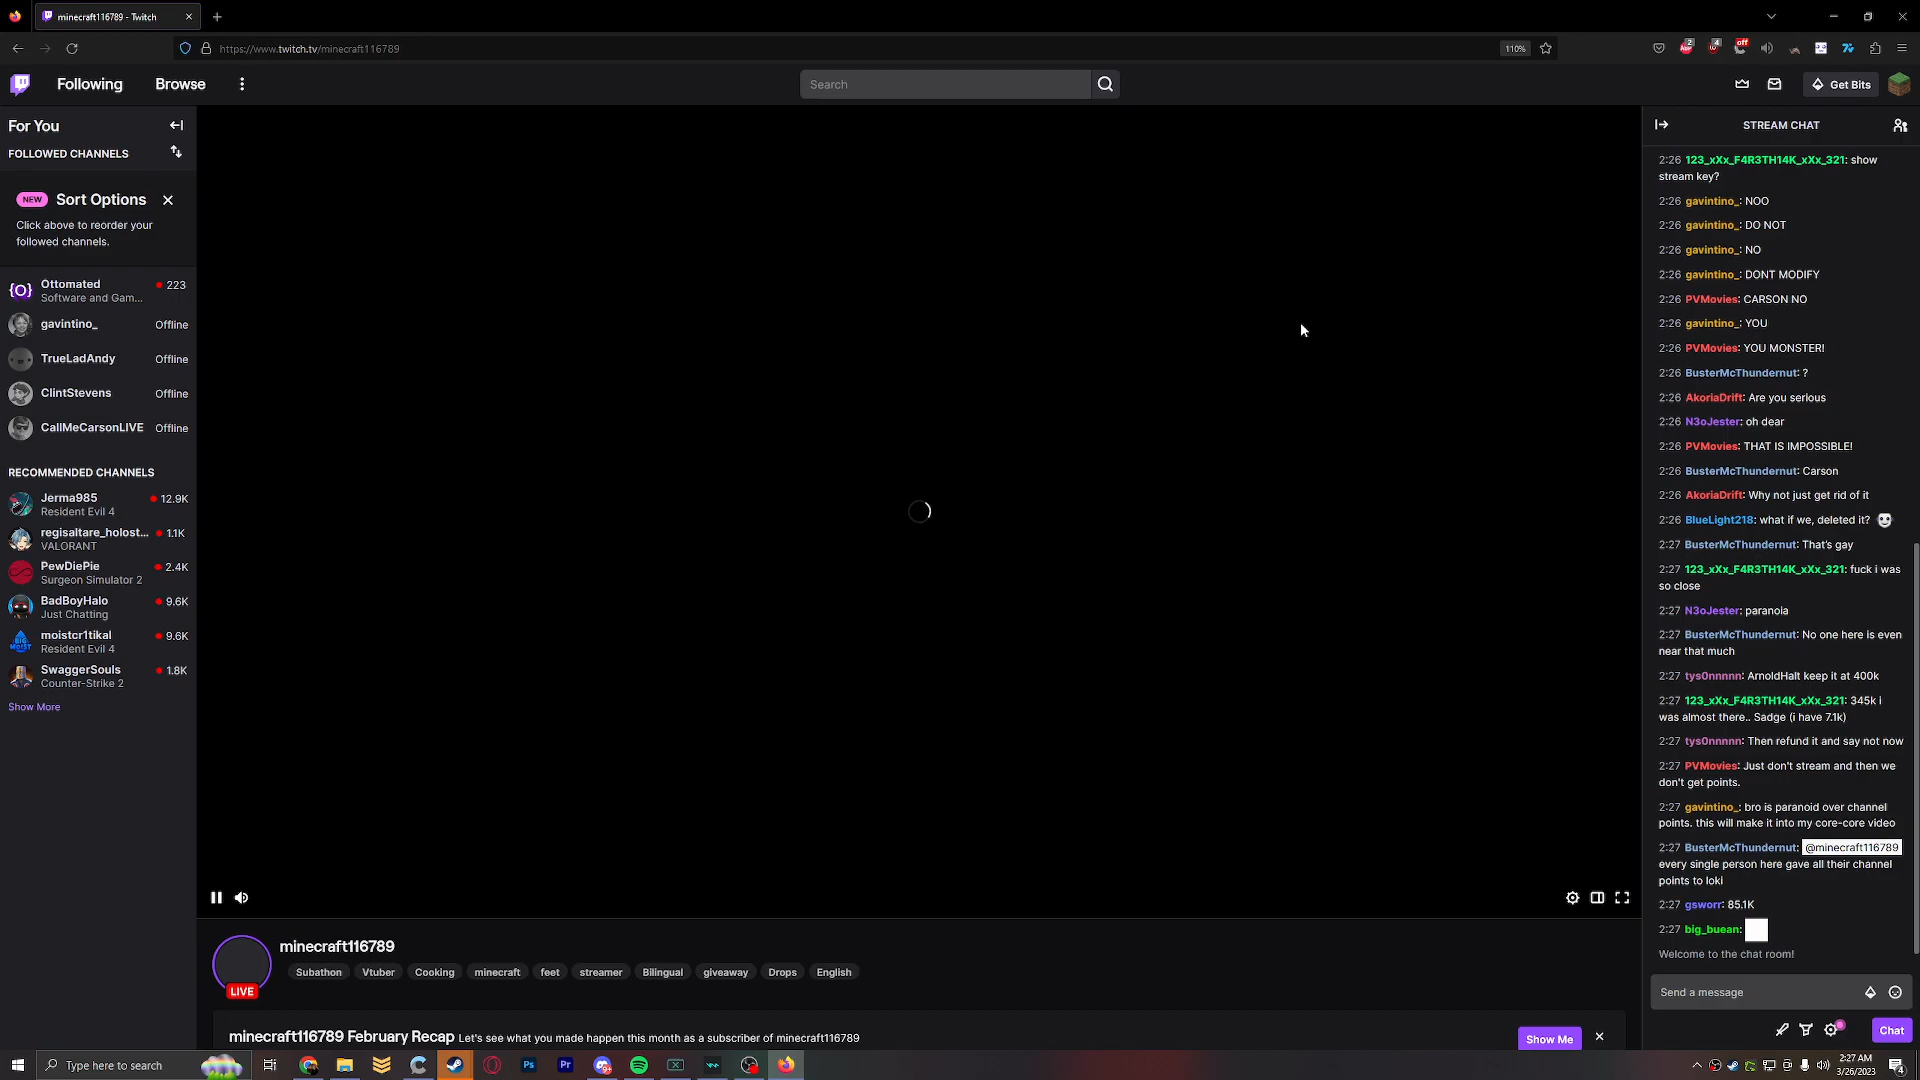 minecraft116789 - Twitch
https://www.twitch.tv/minecraft116789
110%
2
4
off
Following
Browse
Search
Get Bits
For You
FOLLOWED CHANNELS
NEW
Sort Options
Click above to reorder your
followed channels.
Ottomated
223
Software and Gam...
gavintino_
Offline
TrueLadAndy
Offline
ClintStevens
Offline
CallMeCarsonLIVE
Offline
RECOMMENDED CHANNELS
Jerma985
12.9K
Resident Evil 4
regisaltare_holost...
1.1K
VALORANT
PewDiePie
2.4K
Surgeon Simulator 2
BadBoyHalo
9.6K
Just Chatting
moistcr1tikal
9.6K
Resident Evil 4
SwaggerSouls
1.8K
Counter-Strike 2
Show More
minecraft116789
Subathon
Vtuber
Cooking
minecraft
feet
streamer
Bilingual
giveaway
Drops
English
LIVE
minecraft116789 February Recap Let's see what you made happen this month as a subscriber of minecraft116789
Show Me
STREAM CHAT
2:26 123_xXx_F4R3TH14K_xXx_321: show
stream key?
2:26 gavintino_: NOO
2:26 gavintino_: DO NOT
2:26 gavintino_: NO
2:26 gavintino_: DONT MODIFY
2:26 PVMovies: CARSON NO
2:26 gavintino_: YOU
2:26 PVMovies: YOU MONSTER!
2:26 BusterMcThundernut: ?
2:26 AkoriaDrift: Are you serious
2:26 N3oJester: oh dear
2:26 PVMovies: THAT IS IMPOSSIBLE!
2:26 BusterMcThundernut: Carson
2:26 AkoriaDrift: Why not just get rid of it
2:26 BlueLight218: what if we, deleted it?
2:27 BusterMcThundernut: That's gay
2:27 123_xXx_F4R3TH14K_xXx_321: fuck i was
so close
2:27 N3oJester: paranoia
2:27 BusterMcThundernut: No one here is even
near that much
2:27 tys0nnnnn: ArnoldHalt keep it at 400k
2:27 123_xXx_F4R3TH14K_xXx_321: 345k i
was almost there.. Sadge (i have 7.1k)
2:27 tys0nnnnn: Then refund it and say not now
2:27 PVMovies: Just don't stream and then we
don't get points.
2:27 gavintino_: bro is paranoid over channel
points. this will make it into my core-core video
2:27 BusterMcThundernut: @minecraft116789
every single person here gave all their channel
points to loki
2:27 gsworr: 85.1K
2:27 big_buean:
Welcome to the chat room!
Send a message
Chat
Type here to search
Ps
Pr
2:27 AM
3/26/2023
4